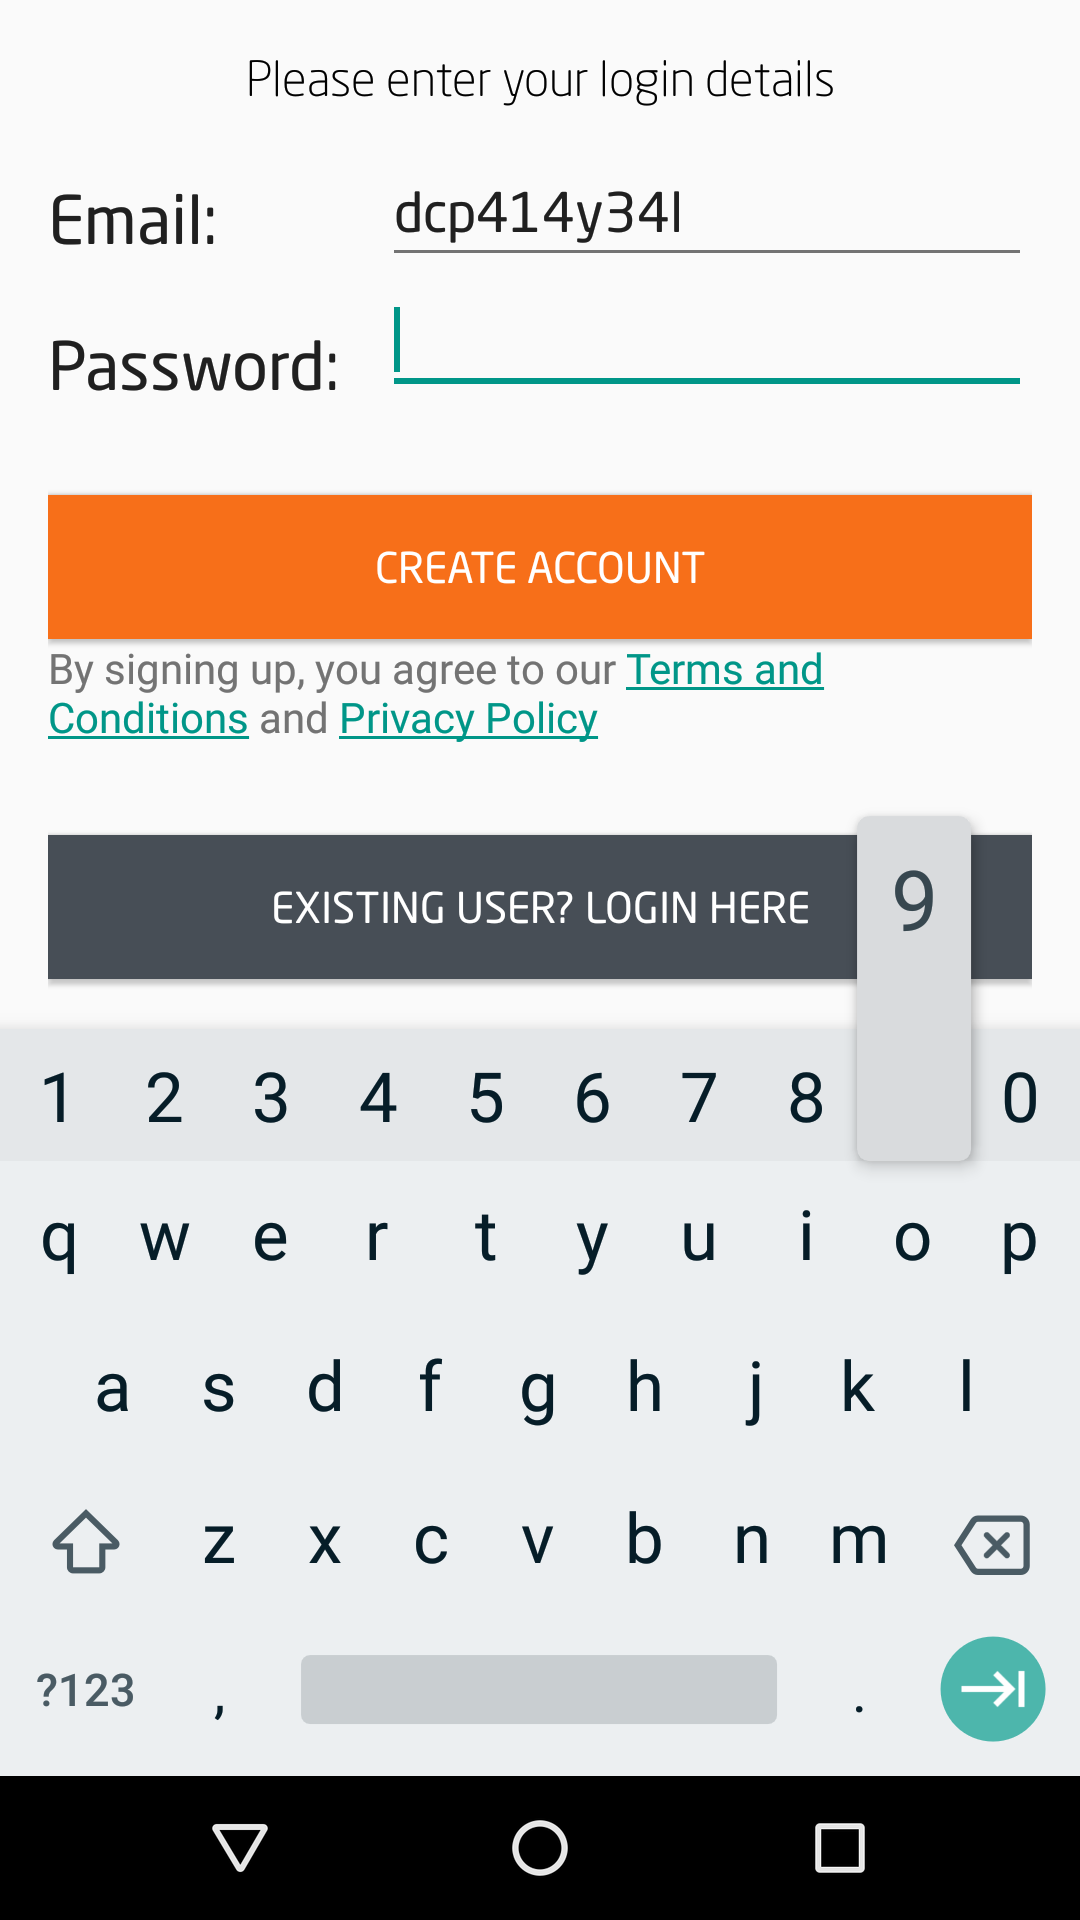 Please enter your login details
Email: dcp414y34l
Password:
CREATE ACCOUNT
By signing up, you agree to our Terms and
Conditions and Privacy Policy
EXISTING USER? LOGIN HERE
9
1 2 3 4 5 6 7 8 0
q w e r t y u i o p
a s d f g h j k l
z x c v b n m
?123 , .